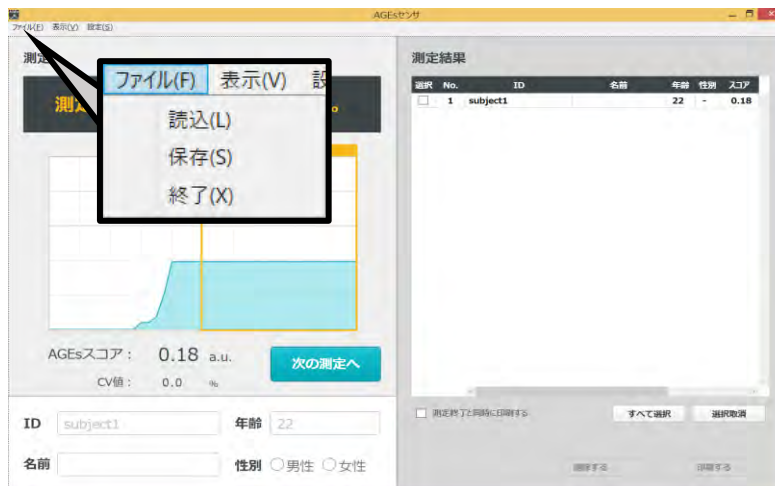 AGEsセンサ
ファイル(F) 表示(V) 設定(S)
測定
ファイル(F) 表示(V) 設
読込(L)
保存(S)
終了(X)
測
。
AGEsスコア： 0.18 a.u.
CV値： 0.0 %
次の測定へ
ID subject1 年齢 22
名前 性別 男性 女性
測定結果
選択 No. ID 名前 年齢 性別 スコア
1 subject1 22 - 0.18
測定終了と同時に印刷する すべて選択 選択取消
削除する 印刷する